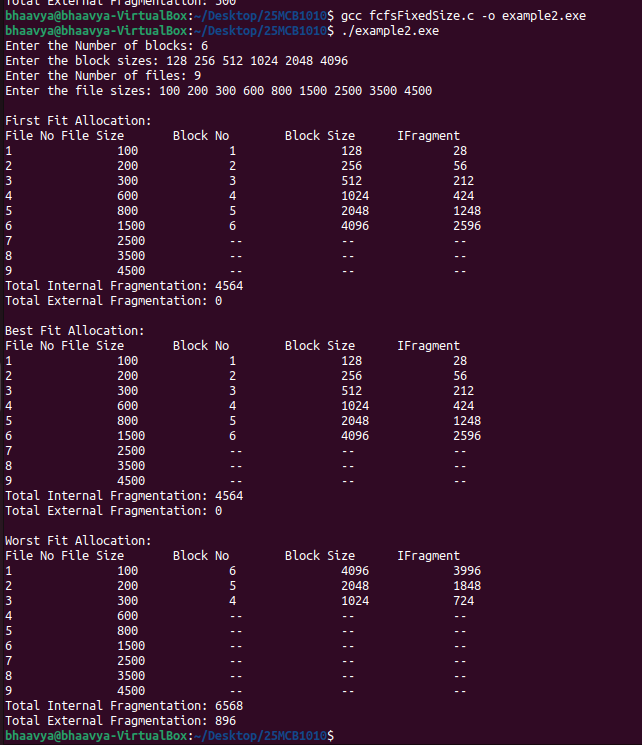 Total External Fragmentation: 500
bhaavya@bhaavya-VirtualBox:~/Desktop/25MCB1010$ gcc fcfsFixedSize.c -o example2.exe
bhaavya@bhaavya-VirtualBox:~/Desktop/25MCB1010$ ./example2.exe
Enter the Number of blocks: 6
Enter the block sizes: 128 256 512 1024 2048 4096
Enter the Number of files: 9
Enter the file sizes: 100 200 300 600 800 1500 2500 3500 4500
First Fit Allocation:
File No File Size Block No Block Size IFragment
1 100 1 128 28
2 200 2 256 56
3 300 3 512 212
4 600 4 1024 424
5 800 5 2048 1248
6 1500 6 4096 2596
7 2500 -- -- --
8 3500 -- -- --
9 4500 -- -- --
Total Internal Fragmentation: 4564
Total External Fragmentation: 0
Best Fit Allocation:
File No File Size Block No Block Size IFragment
1 100 1 128 28
2 200 2 256 56
3 300 3 512 212
4 600 4 1024 424
5 800 5 2048 1248
6 1500 6 4096 2596
7 2500 -- -- --
8 3500 -- -- --
9 4500 -- -- --
Total Internal Fragmentation: 4564
Total External Fragmentation: 0
Worst Fit Allocation:
File No File Size Block No Block Size IFragment
1 100 6 4096 3996
2 200 5 2048 1848
3 300 4 1024 724
4 600 -- -- --
5 800 -- -- --
6 1500 -- -- --
7 2500 -- -- --
8 3500 -- -- --
9 4500 -- -- --
Total Internal Fragmentation: 6568
Total External Fragmentation: 896
bhaavya@bhaavya-VirtualBox:~/Desktop/25MCB1010$